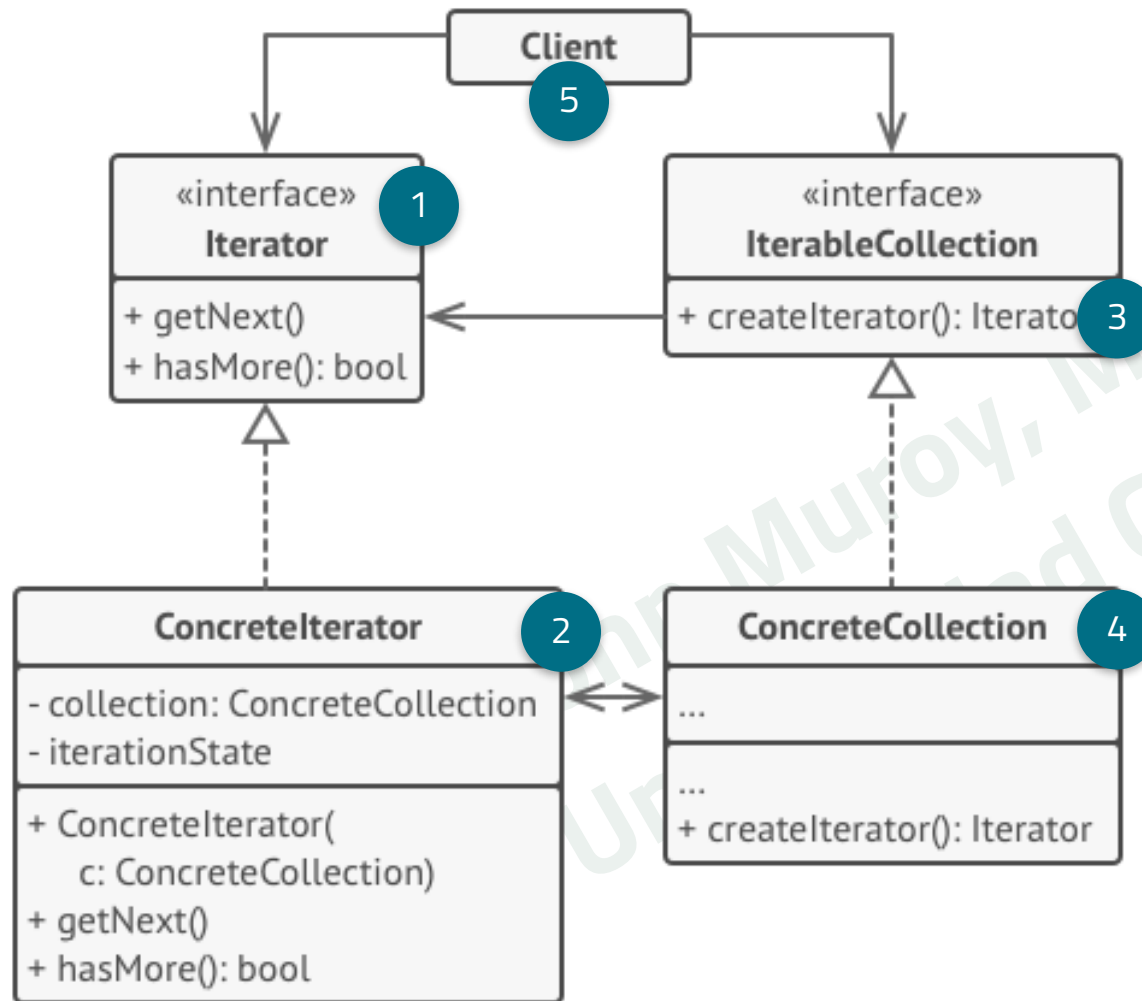 Client
5
«interface»
Iterator
1
+ getNext()
+ hasMore(): bool
«interface»
IterableCollection
+ createIterator(): Iterato
3
ConcreteIterator
2
- collection: ConcreteCollection
- iterationState
+ ConcreteIterator(
c: ConcreteCollection)
+ getNext()
+ hasMore(): bool
ConcreteCollection
4
...
...
+ createIterator(): Iterator
Muroy,